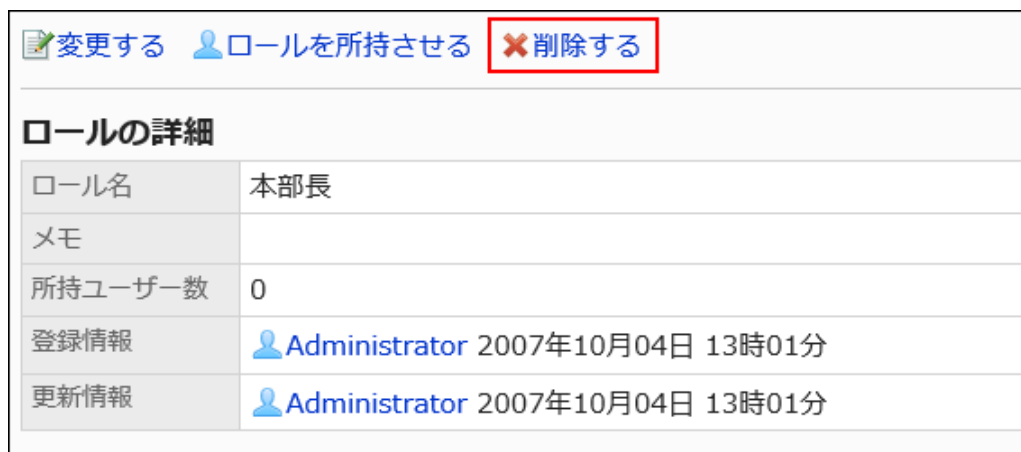 変更する ロールを所持させる 削除する
ロールの詳細
ロール名 本部長
メモ
所持ユーザー数 0
登録情報 Administrator 2007年10月04日 13時01分
更新情報 Administrator 2007年10月04日 13時01分